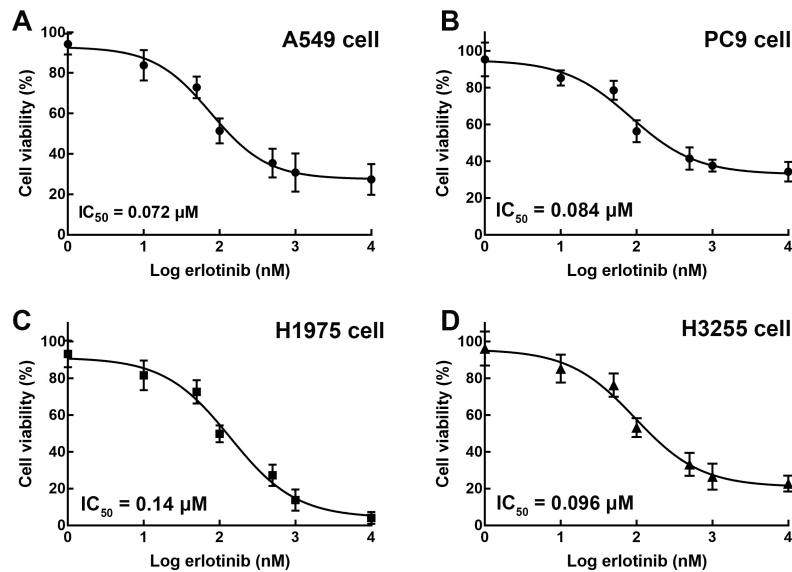 A
A549 cell
Cell viability (%)
100
80
60
40
20
0
IC50 = 0.072 µM
0 1 2 3 4
Log erlotinib (nM)
B
PC9 cell
Cell viability (%)
100
80
60
40
20
0
IC50 = 0.084 µM
0 1 2 3 4
Log erlotinib (nM)
C
H1975 cell
Cell viability (%)
100
80
60
40
20
0
IC50 = 0.14 µM
0 1 2 3 4
Log erlotinib (nM)
D
H3255 cell
Cell viability (%)
100
80
60
40
20
0
IC50 = 0.096 µM
0 1 2 3 4
Log erlotinib (nM)